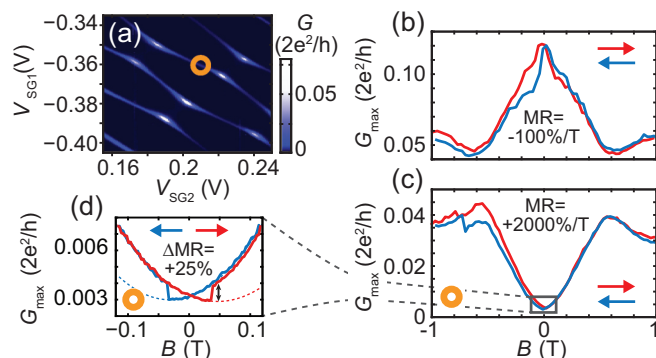 (a)
G
(2e²/h)
0.05
0
V_SG1(V)
−0.34
−0.36
−0.38
−0.40
0.16
0.20
0.24
V_SG2 (V)
(b)
G_max (2e²/h)
0.10
0.05
MR=
-100%/T
(c)
G_max (2e²/h)
0.04
0.02
0
MR=
+2000%/T
-1
0
1
B (T)
(d)
G_max (2e²/h)
0.006
0.003
ΔMR=
+25%
-0.1
0
0.1
B (T)